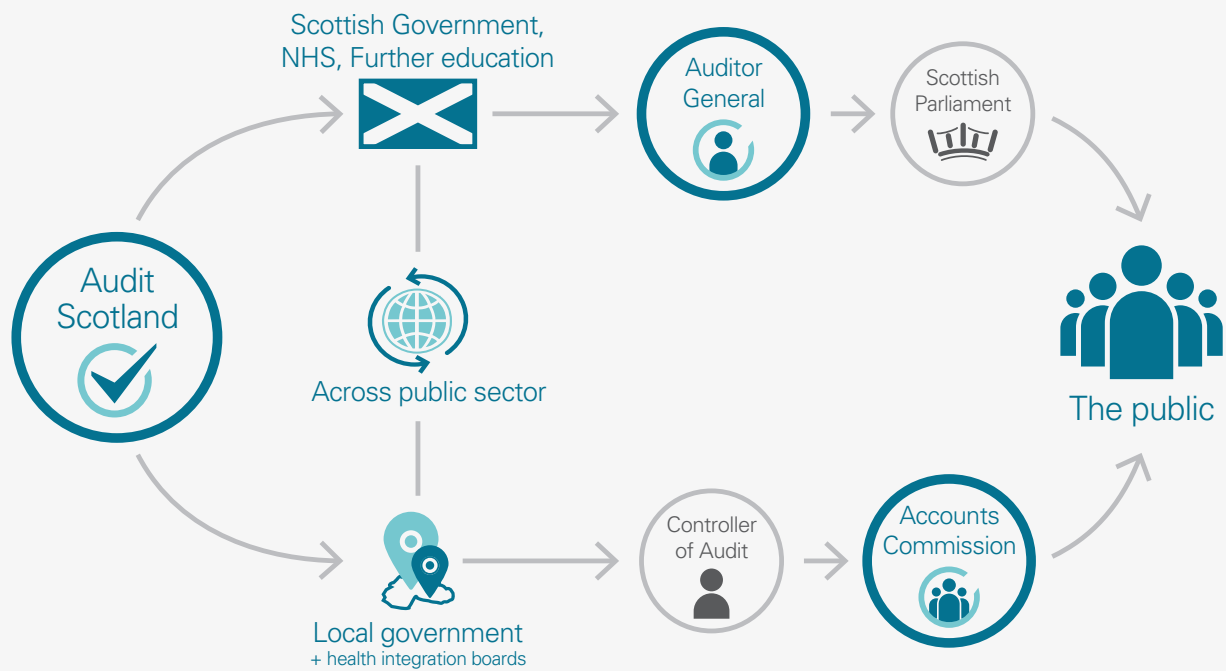 Scottish Government,
NHS, Further education
Auditor
General
Scottish
Parliament
Audit
Scotland
Across public sector
The public
Controller
of Audit
Accounts
Commission
Local government
+ health integration boards